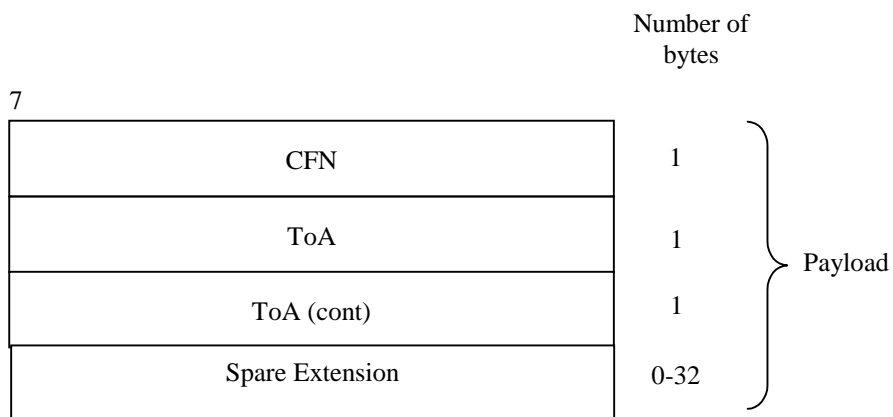 Number of
bytes
7
CFN
1
ToA
1
ToA (cont)
1
Payload
Spare Extension
0-32